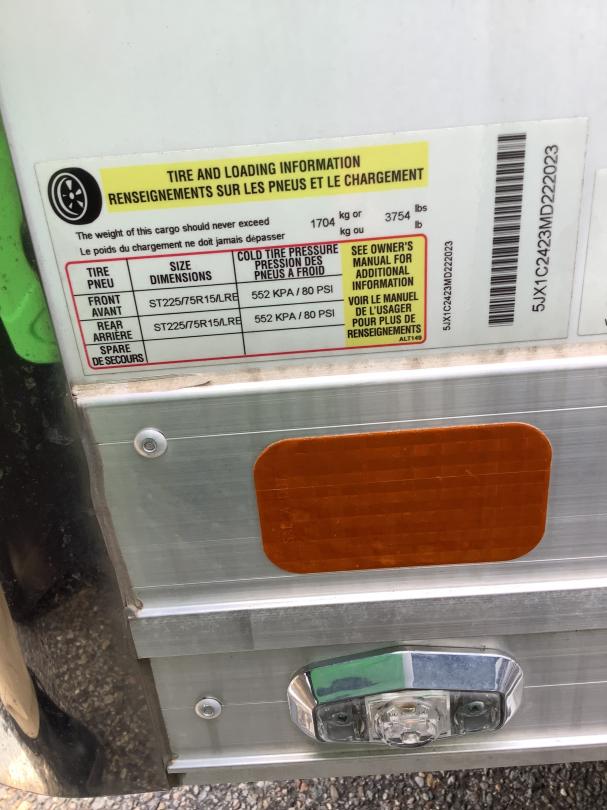 TIRE AND LOADING INFORMATION
RENSEIGNEMENTS SUR LES PNEUS ET LE CHARGEMENT
The weight of this cargo should never exceed 1704 kg or 3754 lbs
Le poids du chargement ne doit jamais dépasser kg ou lb
TIRE
PNEU
SIZE
DIMENSIONS
COLD TIRE PRESSURE
PRESSION DES
PNEUS A FROID
FRONT
AVANT
ST225/75R15/LRE
552 KPA / 80 PSI
REAR
ARRIÈRE
ST225/75R15/LRE
552 KPA / 80 PSI
SPARE
DE SECOURS
SEE OWNER'S
MANUAL FOR
ADDITIONAL
INFORMATION
VOIR LE MANUEL
DE L'USAGER
POUR PLUS DE
RENSEIGNEMENTS
ALT149
5JX1C2423MD222023
5JX1C2423MD222023